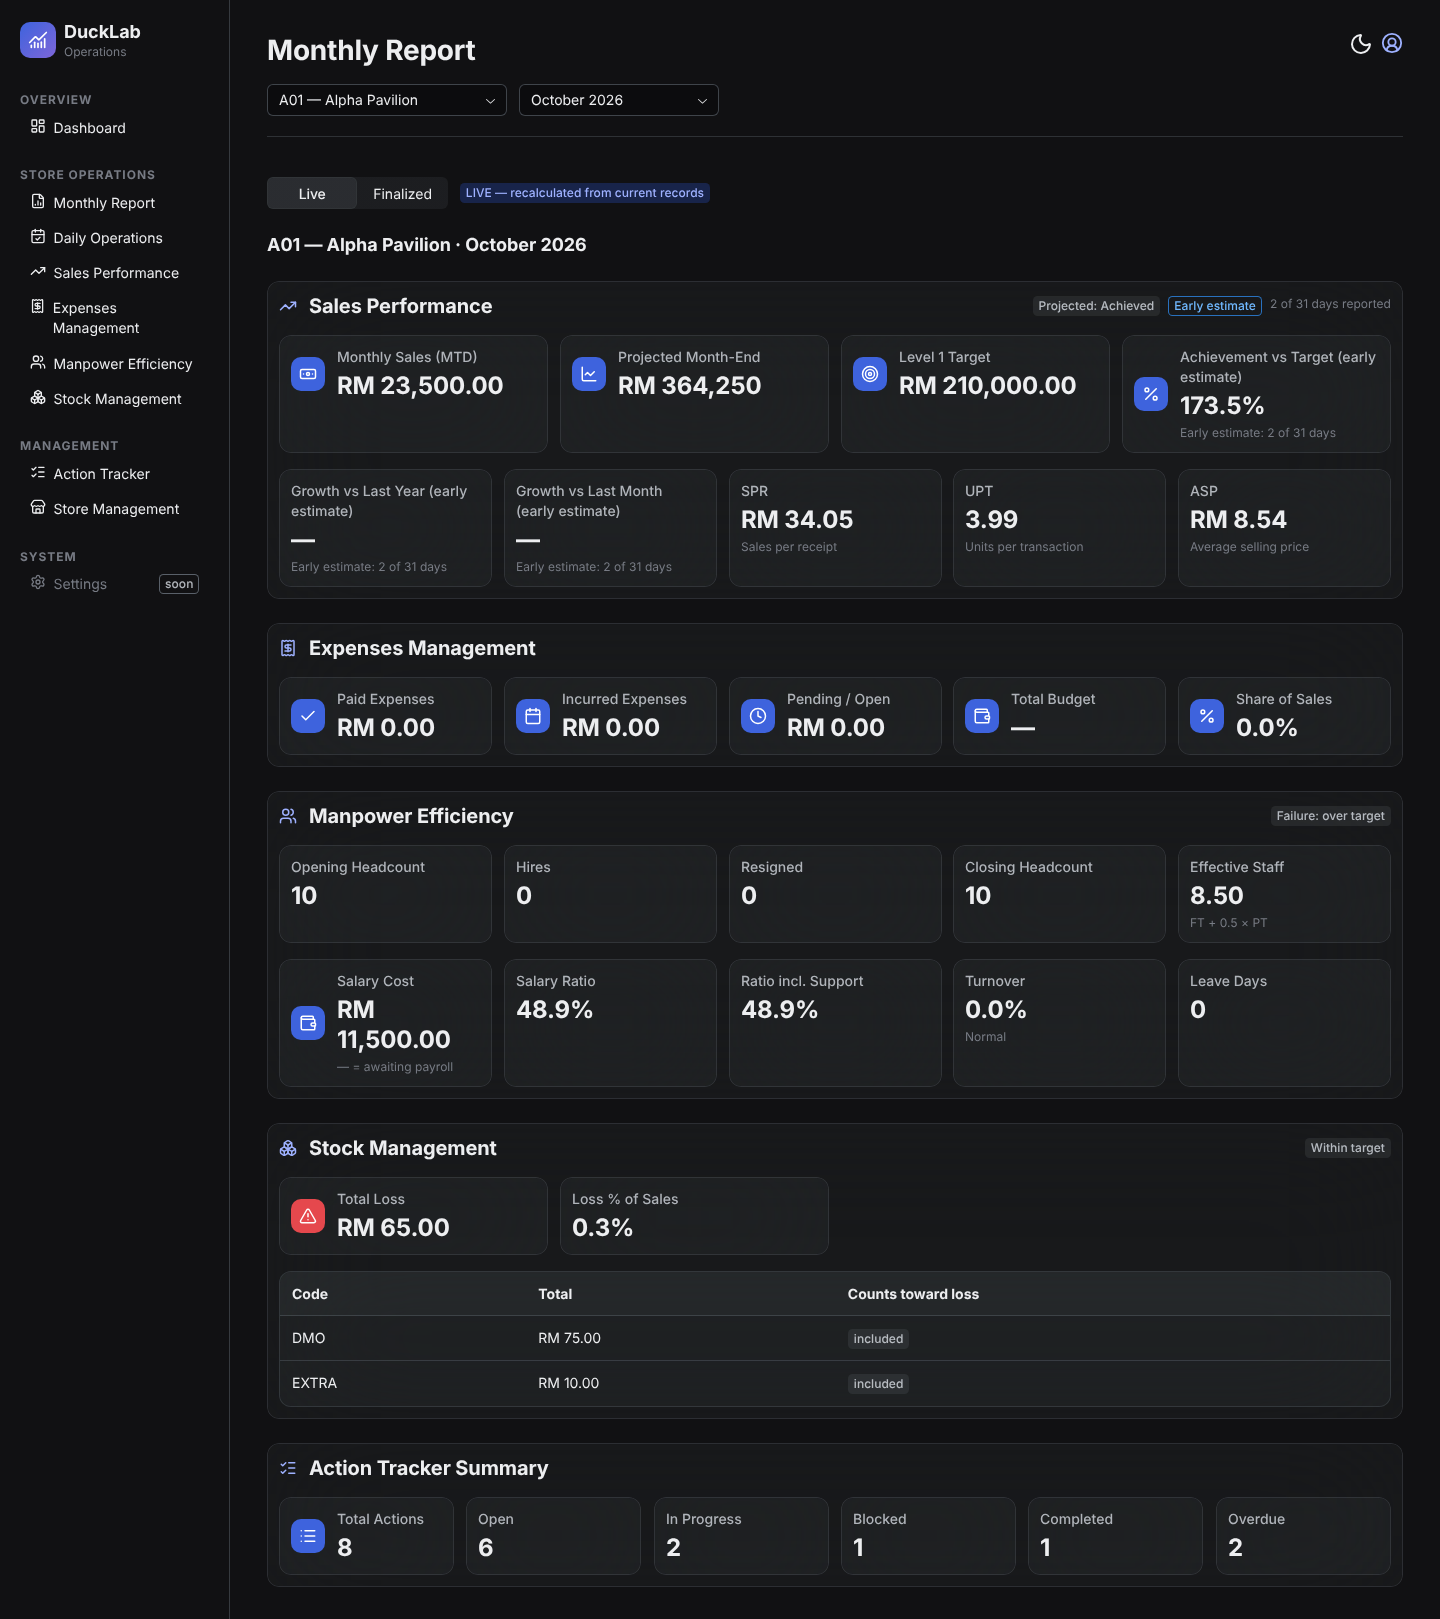 DuckLab
Operations
OVERVIEW
Dashboard
STORE OPERATIONS
Monthly Report
Daily Operations
Sales Performance
Expenses
Management
Manpower Efficiency
Stock Management
MANAGEMENT
Action Tracker
Store Management
SYSTEM
Settings soon
Monthly Report
A01 — Alpha Pavilion October 2026
Live Finalized LIVE — recalculated from current records
A01 — Alpha Pavilion · October 2026
Sales Performance Projected: Achieved Early estimate 2 of 31 days reported
Monthly Sales (MTD)
RM 23,500.00
Projected Month-End
RM 364,250
Level 1 Target
RM 210,000.00
Achievement vs Target (early
estimate)
173.5%
Early estimate: 2 of 31 days
Growth vs Last Year (early
estimate)
—
Early estimate: 2 of 31 days
Growth vs Last Month
(early estimate)
—
Early estimate: 2 of 31 days
SPR
RM 34.05
Sales per receipt
UPT
3.99
Units per transaction
ASP
RM 8.54
Average selling price
Expenses Management
Paid Expenses
RM 0.00
Incurred Expenses
RM 0.00
Pending / Open
RM 0.00
Total Budget
—
Share of Sales
0.0%
Manpower Efficiency Failure: over target
Opening Headcount
10
Hires
0
Resigned
0
Closing Headcount
10
Effective Staff
8.50
FT + 0.5 × PT
Salary Cost
RM
11,500.00
— = awaiting payroll
Salary Ratio
48.9%
Ratio incl. Support
48.9%
Turnover
0.0%
Normal
Leave Days
0
Stock Management Within target
Total Loss
RM 65.00
Loss % of Sales
0.3%
Code Total Counts toward loss
DMO RM 75.00 included
EXTRA RM 10.00 included
Action Tracker Summary
Total Actions
8
Open
6
In Progress
2
Blocked
1
Completed
1
Overdue
2